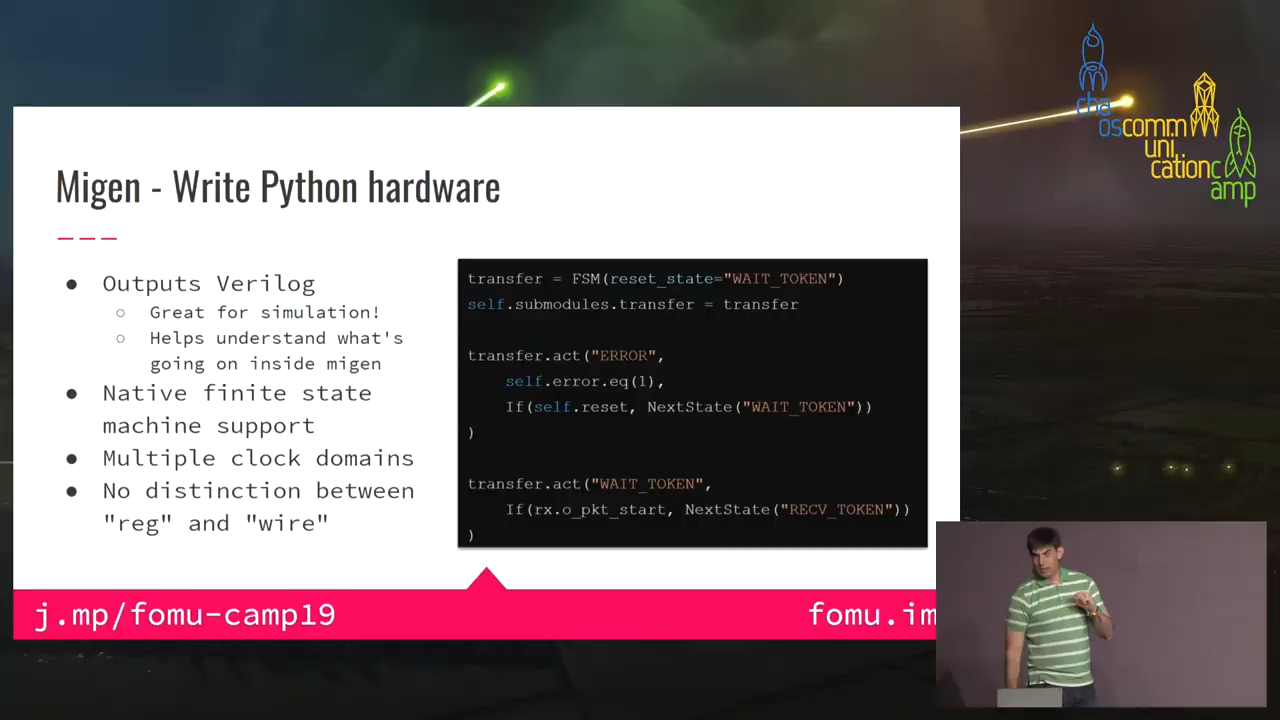 chaoscommunicationcamp
Migen - Write Python hardware
● Outputs Verilog
○ Great for simulation!
○ Helps understand what's
going on inside migen
● Native finite state
machine support
● Multiple clock domains
● No distinction between
"reg" and "wire"
transfer = FSM(reset_state="WAIT_TOKEN")
self.submodules.transfer = transfer
transfer.act("ERROR",
self.error.eq(1),
If(self.reset, NextState("WAIT_TOKEN"))
)
transfer.act("WAIT_TOKEN",
If(rx.o_pkt_start, NextState("RECV_TOKEN"))
)
j.mp/fomu-camp19
fomu.im